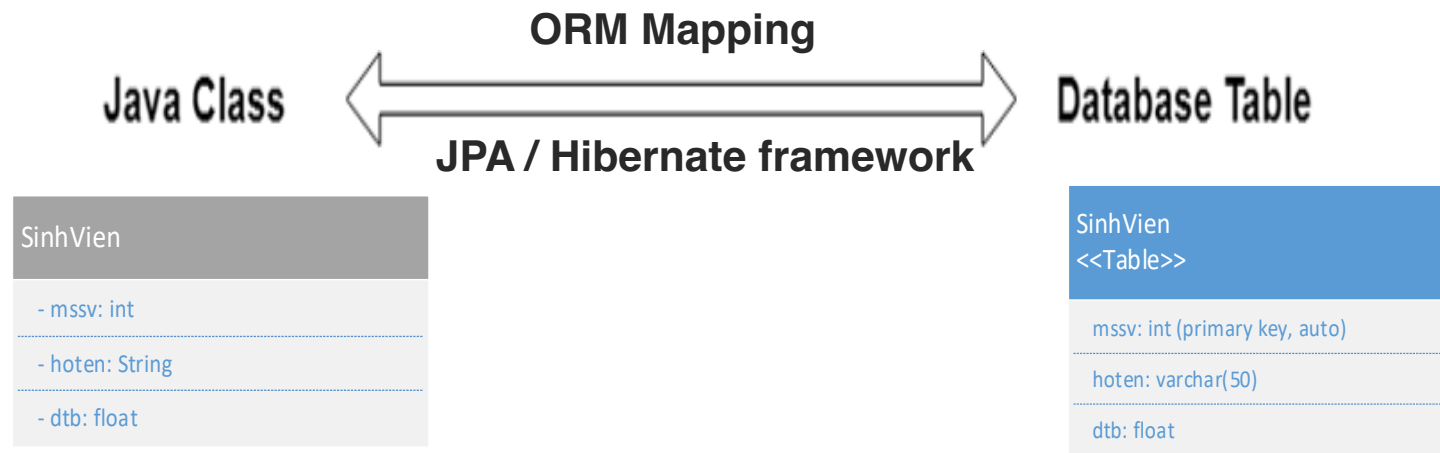 ORM Mapping
Java Class
Database Table
JPA / Hibernate framework
SinhVien
- mssv: int
- hoten: String
- dtb: float
SinhVien
<<Table>>
mssv: int (primary key, auto)
hoten: varchar(50)
dtb: float